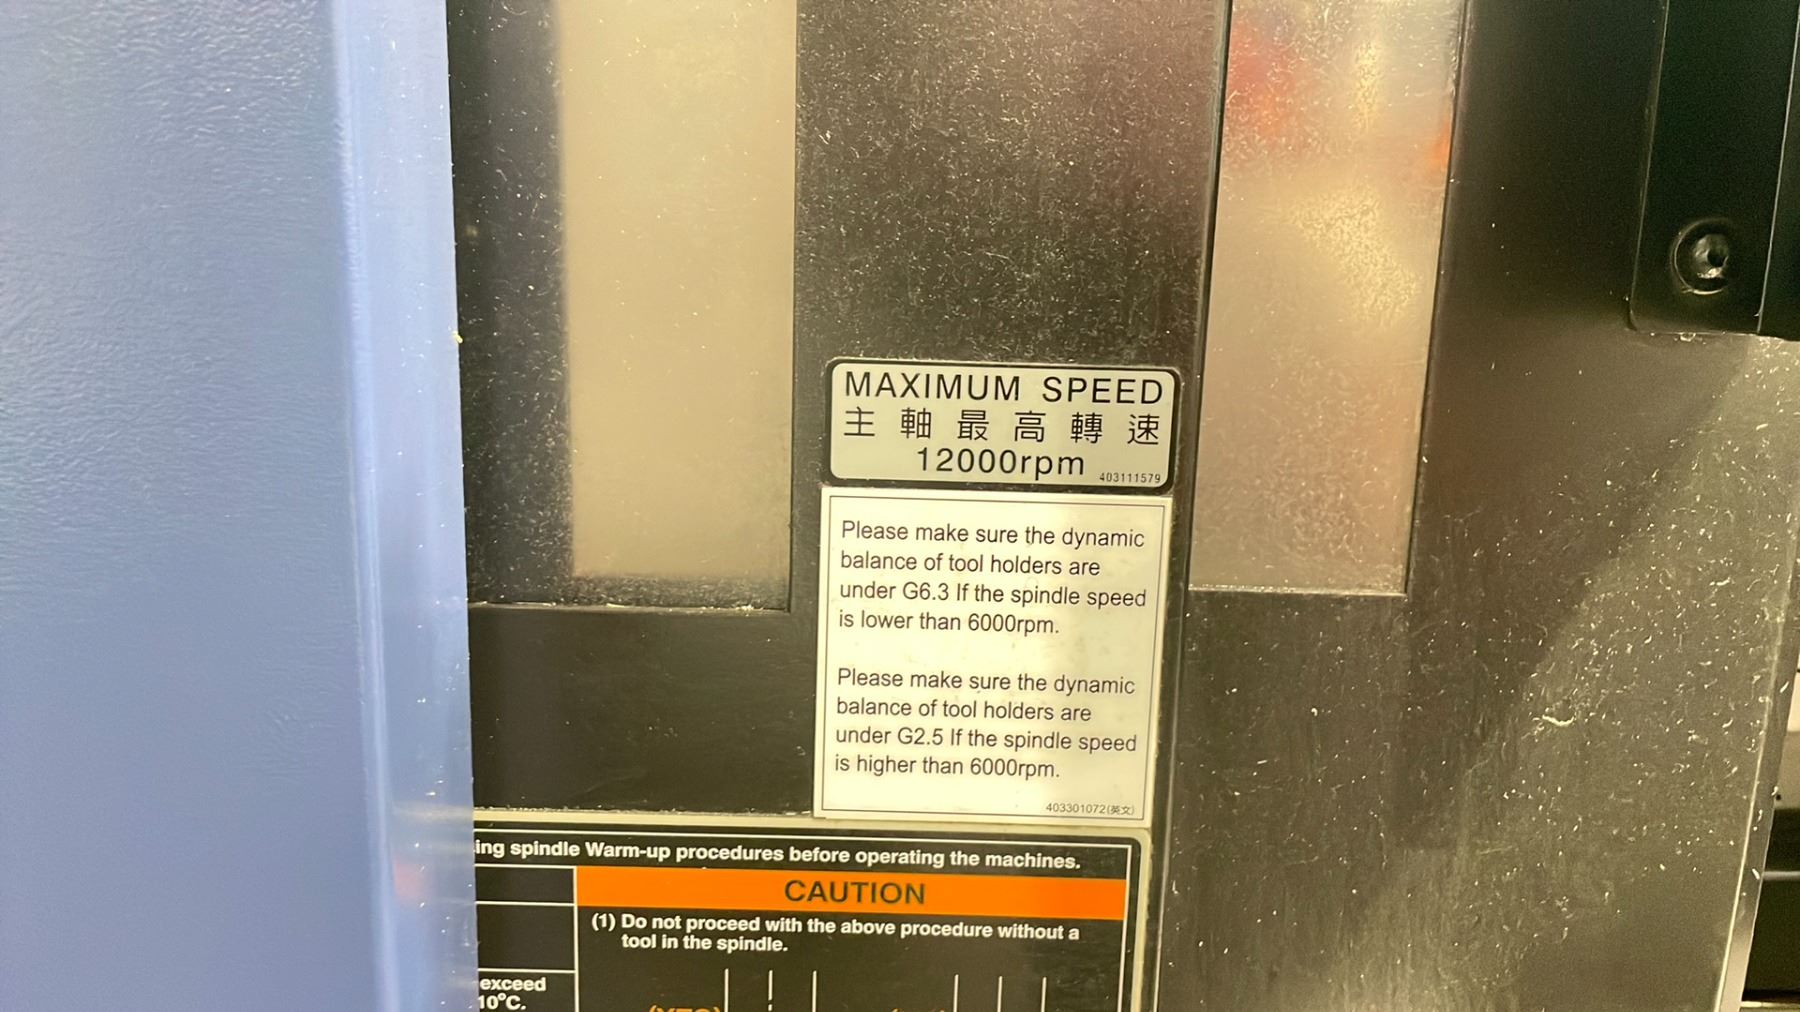 MAXIMUM SPEED
主軸最高轉速
12000rpm
403111579
Please make sure the dynamic
balance of tool holders are
under G6.3 If the spindle speed
is lower than 6000rpm.
Please make sure the dynamic
balance of tool holders are
under G2.5 If the spindle speed
is higher than 6000rpm.
403301072(英文)
ing spindle Warm-up procedures before operating the machines.
CAUTION
(1) Do not proceed with the above procedure without a
tool in the spindle.
exceed
10°C.